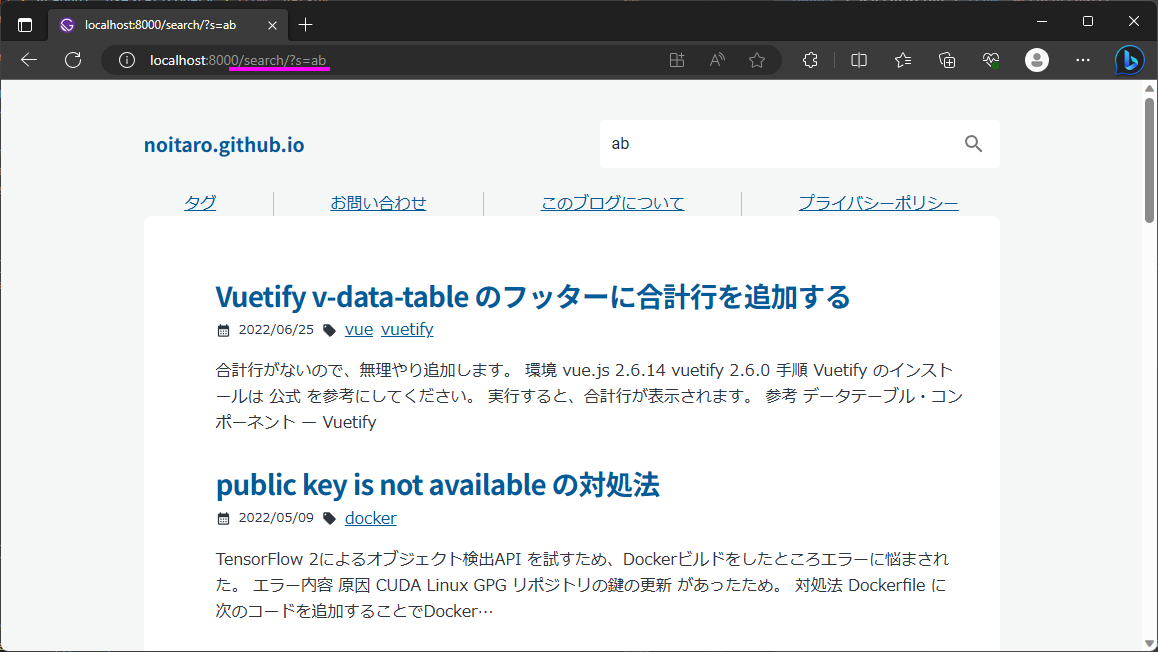 localhost:8000/search/?s=ab
localhost:8000/search/?s=ab
noitaro.github.io
ab
タグ
お問い合わせ
このブログについて
プライバシーポリシー
Vuetify v-data-table のフッターに合計行を追加する
2022/06/25 vue vuetify
合計行がないので、無理やり追加します。 環境 vue.js 2.6.14 vuetify 2.6.0 手順 Vuetify のインスト
ールは 公式 を参考にしてください。 実行すると、合計行が表示されます。 参考 データテーブル・コン
ポーネント — Vuetify
public key is not available の対処法
2022/05/09 docker
TensorFlow 2によるオブジェクト検出API を試すため、Dockerビルドをしたところエラーに悩まされ
た。 エラー内容 原因 CUDA Linux GPG リポジトリの鍵の更新 があったため。 対処法 Dockerfile に
次のコードを追加することでDocker…